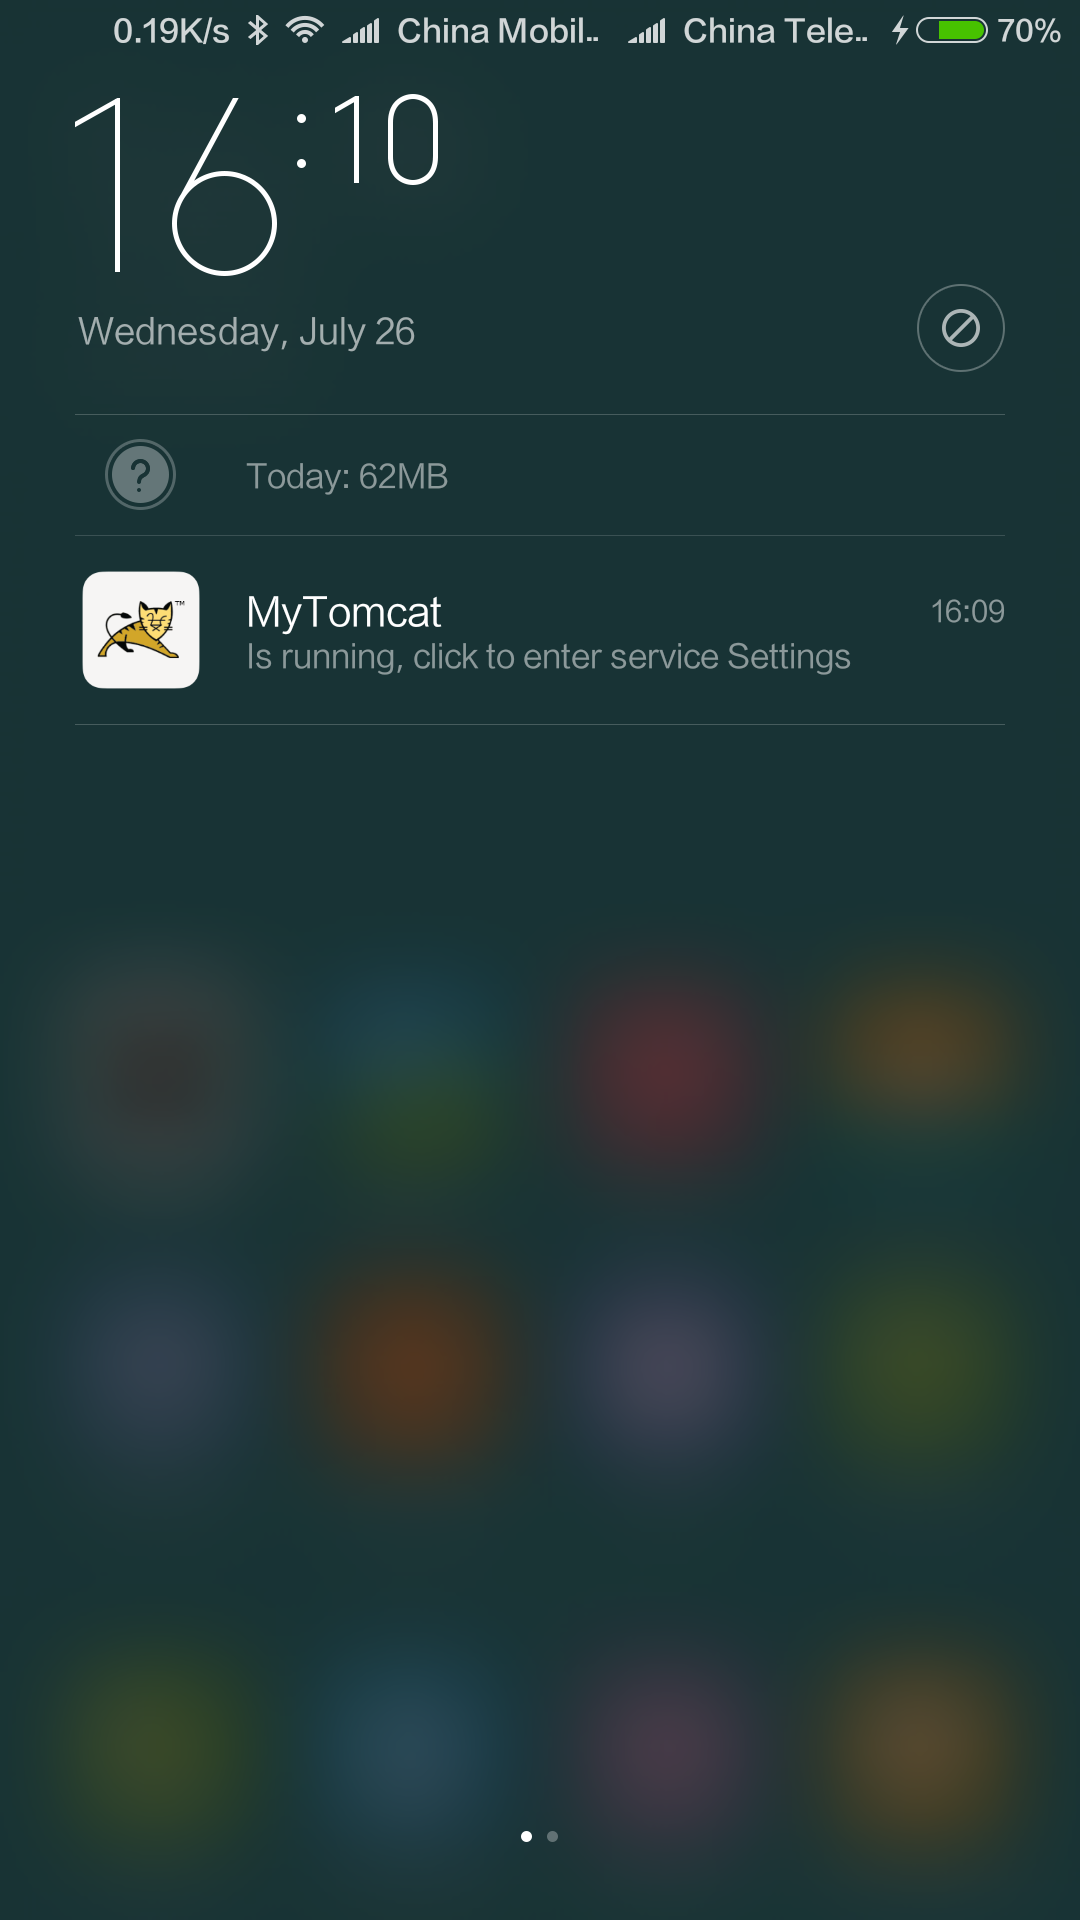 0.19K/s China Mobil.. China Tele.. 70%
16:10
Wednesday, July 26
? Today: 62MB
TM
MyTomcat 16:09
Is running, click to enter service Settings